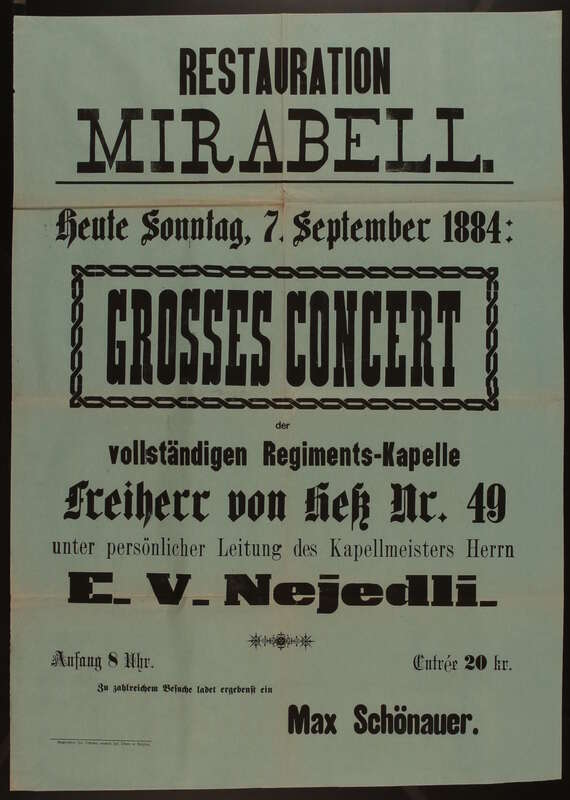 RESTAURATION
MIRABELL.
Heute Sonntag, 7. September 1884:
GROSSES CONCERT
der
vollständigen Regiments-Kapelle
Freiherr von Heß Nr. 49
unter persönlicher Leitung des Kapellmeisters Herrn
E. V. Nejedli.
Anfang 8 Uhr.
Entrée 20 kr.
Zu zahlreichem Besuche ladet ergebenst ein
Max Schönauer.